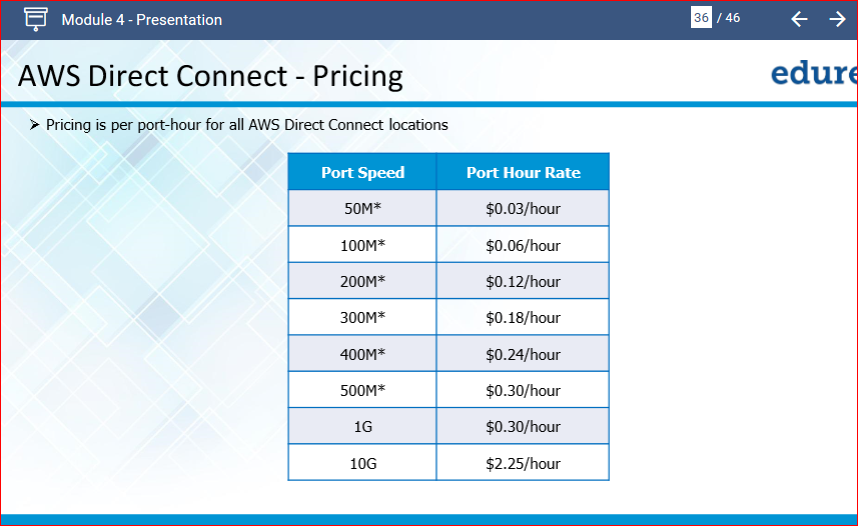 Module 4 - Presentation
36 / 46
AWS Direct Connect - Pricing
edure
➢ Pricing is per port-hour for all AWS Direct Connect locations
Port Speed Port Hour Rate
50M* $0.03/hour
100M* $0.06/hour
200M* $0.12/hour
300M* $0.18/hour
400M* $0.24/hour
500M* $0.30/hour
1G $0.30/hour
10G $2.25/hour